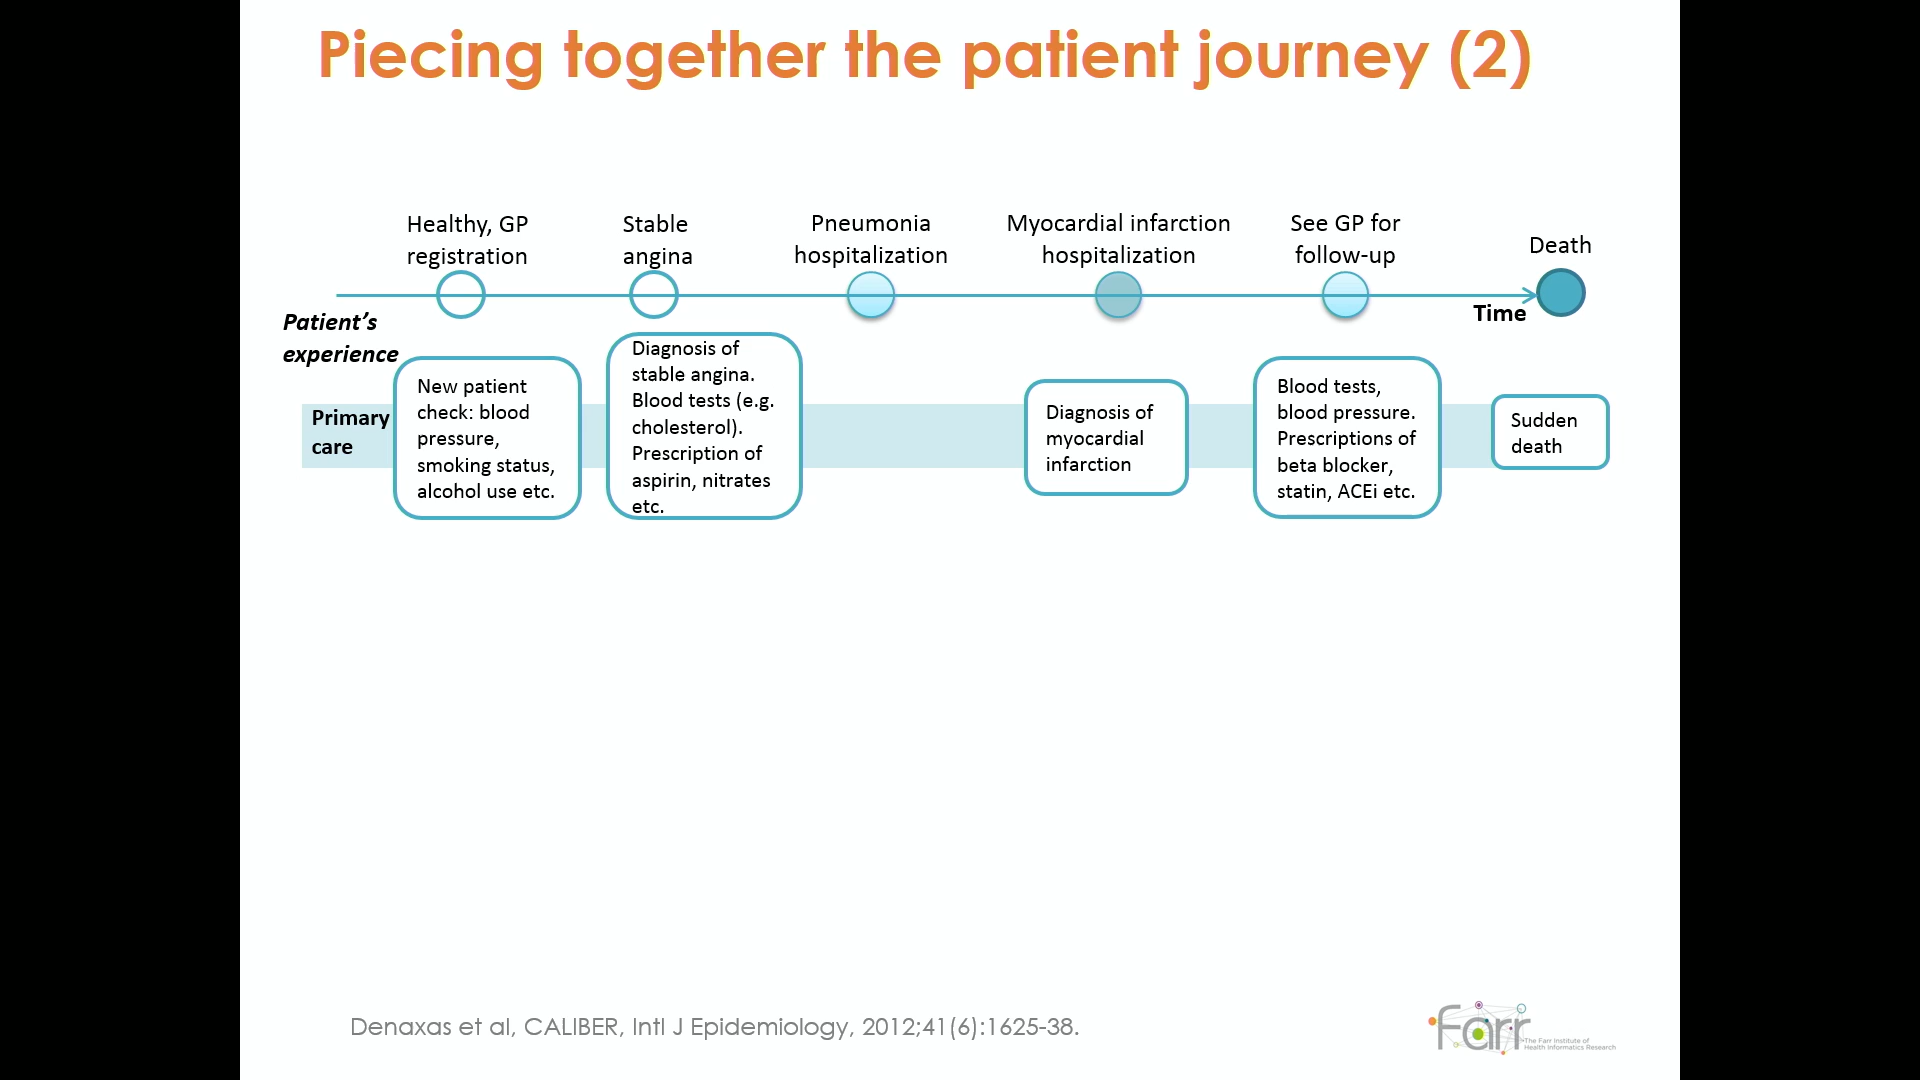 Piecing together the patient journey (2)
Healthy, GP
registration
Stable
angina
Pneumonia
hospitalization
Myocardial infarction
hospitalization
See GP for
follow-up
Death
Time
Patient’s
experience
Primary
care
New patient
check: blood
pressure,
smoking status,
alcohol use etc.
Diagnosis of
stable angina.
Blood tests (e.g.
cholesterol).
Prescription of
aspirin, nitrates
etc.
Diagnosis of
myocardial
infarction
Blood tests,
blood pressure.
Prescriptions of
beta blocker,
statin, ACEi etc.
Sudden
death
Denaxas et al, CALIBER, Intl J Epidemiology, 2012;41(6):1625-38.
farr
The Farr Institute of
Health Informatics Research